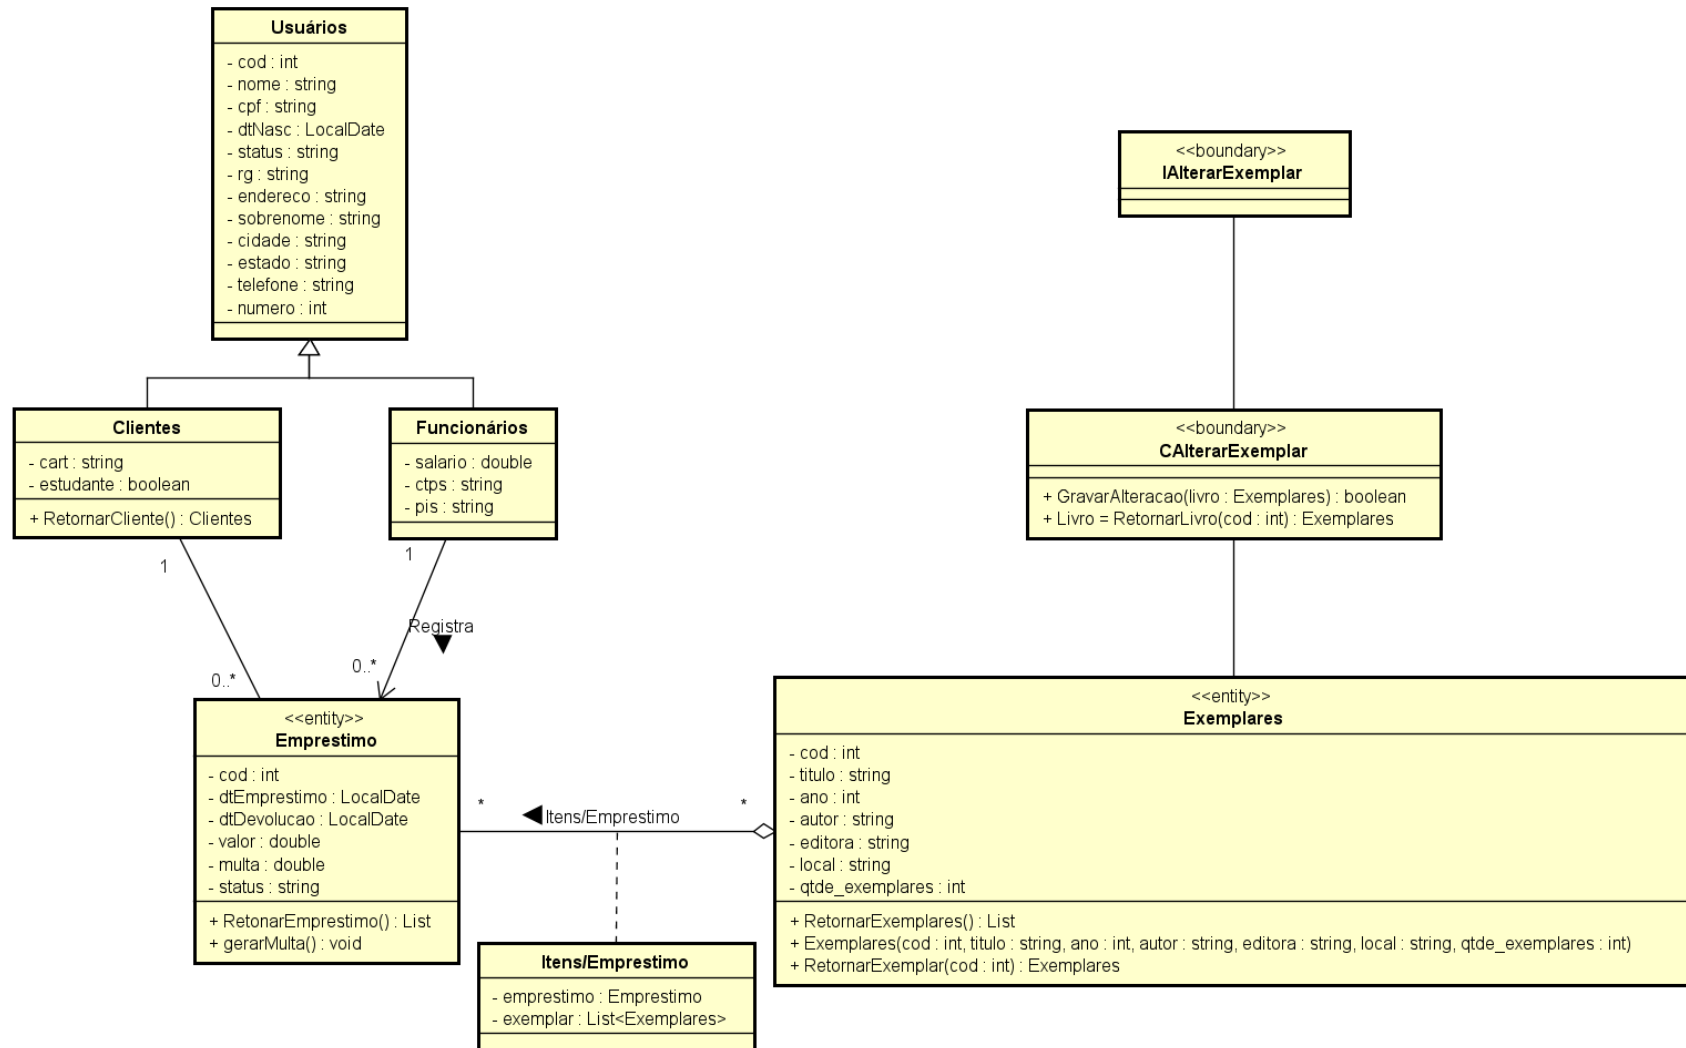 Usuários
- cod : int
- nome : string
- cpf : string
- dtNasc : LocalDate
- status : string
- rg : string
- endereco : string
- sobrenome : string
- cidade : string
- estado : string
- telefone : string
- numero : int
<<boundary>>
IAlterarExemplar
Clientes
- cart : string
- estudante : boolean
+ RetornarCliente() : Clientes
Funcionários
- salario : double
- ctps : string
- pis : string
<<boundary>>
CAlterarExemplar
+ GravarAlteracao(livro : Exemplares) : boolean
+ Livro = RetornarLivro(cod : int) : Exemplares
1
1
Registra
0..*
0..*
<<entity>>
Emprestimo
- cod : int
- dtEmprestimo : LocalDate
- dtDevolucao : LocalDate
- valor : double
- multa : double
- status : string
+ RetonarEmprestimo() : List
+ gerarMulta() : void
*
Itens/Emprestimo
*
<<entity>>
Exemplares
- cod : int
- titulo : string
- ano : int
- autor : string
- editora : string
- local : string
- qtde_exemplares : int
+ RetornarExemplares() : List
+ Exemplares(cod : int, titulo : string, ano : int, autor : string, editora : string, local : string, qtde_exemplares : int)
+ RetornarExemplar(cod : int) : Exemplares
Itens/Emprestimo
- emprestimo : Emprestimo
- exemplar : List<Exemplares>